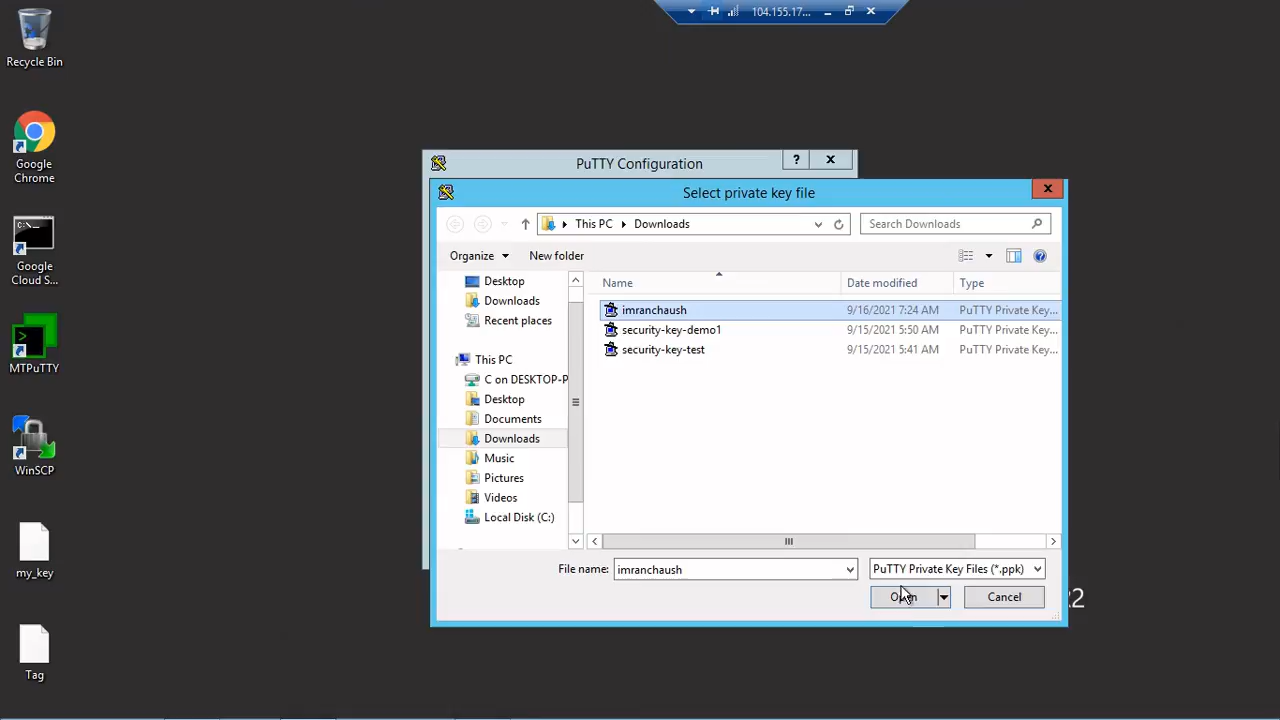 104.155.17...
Recycle Bin
Google
Chrome
Google
Cloud S...
MTPuTTY
WinSCP
my_key
Tag
PuTTY Configuration
?
Select private key file
This PC
Downloads
Search Downloads
Organize
New folder
Desktop
Downloads
Recent places
This PC
C on DESKTOP-P
Desktop
Documents
Downloads
Music
Pictures
Videos
Local Disk (C:)
Name
Date modified
Type
imranchaush 9/16/2021 7:24 AM PuTTY Private Key...
security-key-demo1 9/15/2021 5:50 AM PuTTY Private Key...
security-key-test 9/15/2021 5:41 AM PuTTY Private Key...
File name:
imranchaush
PuTTY Private Key Files (*.ppk)
Open
Cancel